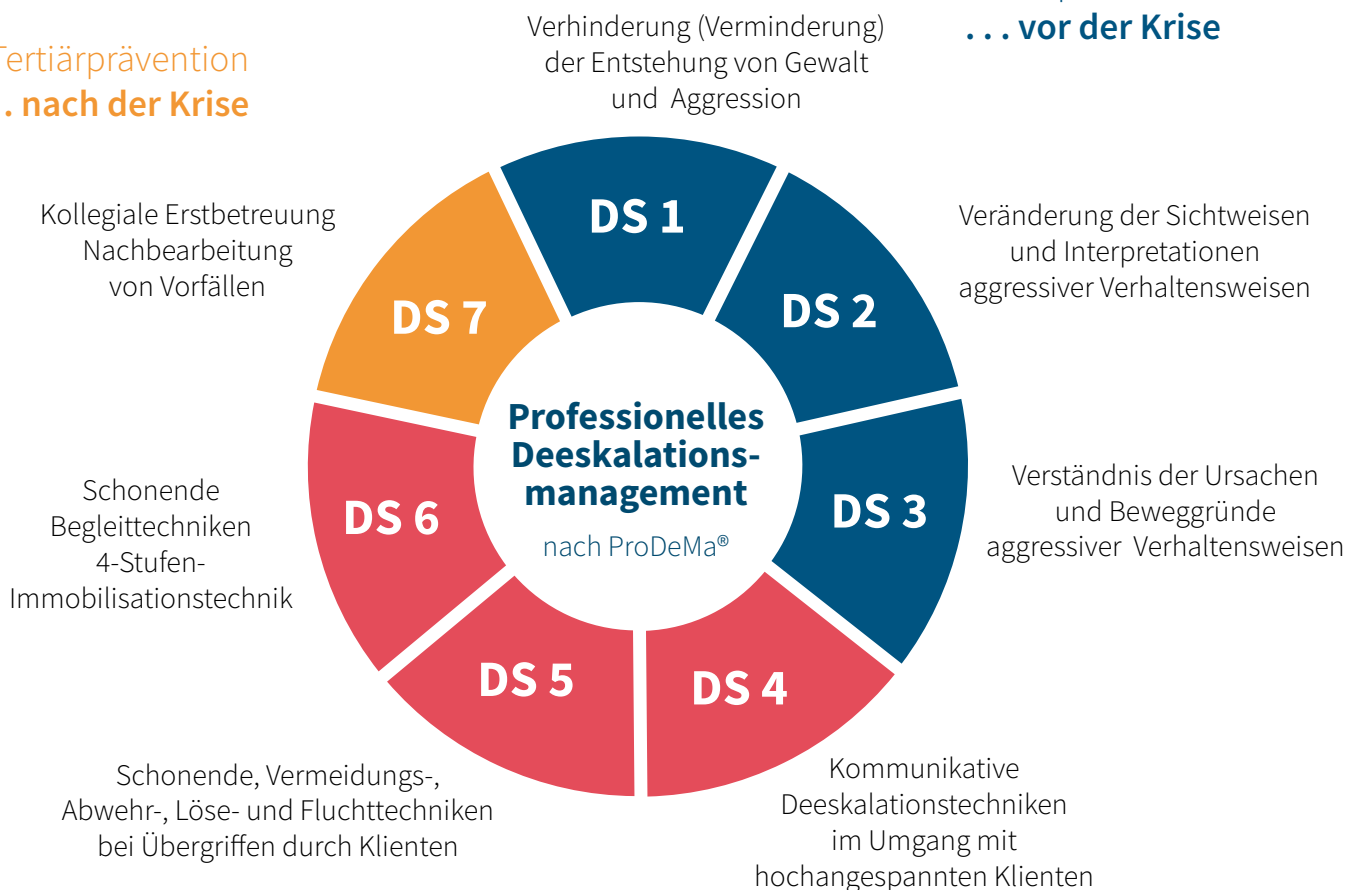 Tertiärprävention
. nach der Krise
. . . vor der Krise
Verhinderung (Verminderung)
der Entstehung von Gewalt
und Aggression
DS 1
Veränderung der Sichtweisen
und Interpretationen
aggressiver Verhaltensweisen
DS 2
Verständnis der Ursachen
und Beweggründe
aggressiver Verhaltensweisen
DS 3
Kommunikative
Deeskalationstechniken
im Umgang mit
hochangespannten Klienten
DS 4
Schonende, Vermeidungs-,
Abwehr-, Löse- und Fluchttechniken
bei Übergriffen durch Klienten
DS 5
Schonende
Begleittechniken
4-Stufen-
Immobilisationstechnik
DS 6
Kollegiale Erstbetreuung
Nachbearbeitung
von Vorfällen
DS 7
Professionelles
Deeskalations-
management
nach ProDeMa®